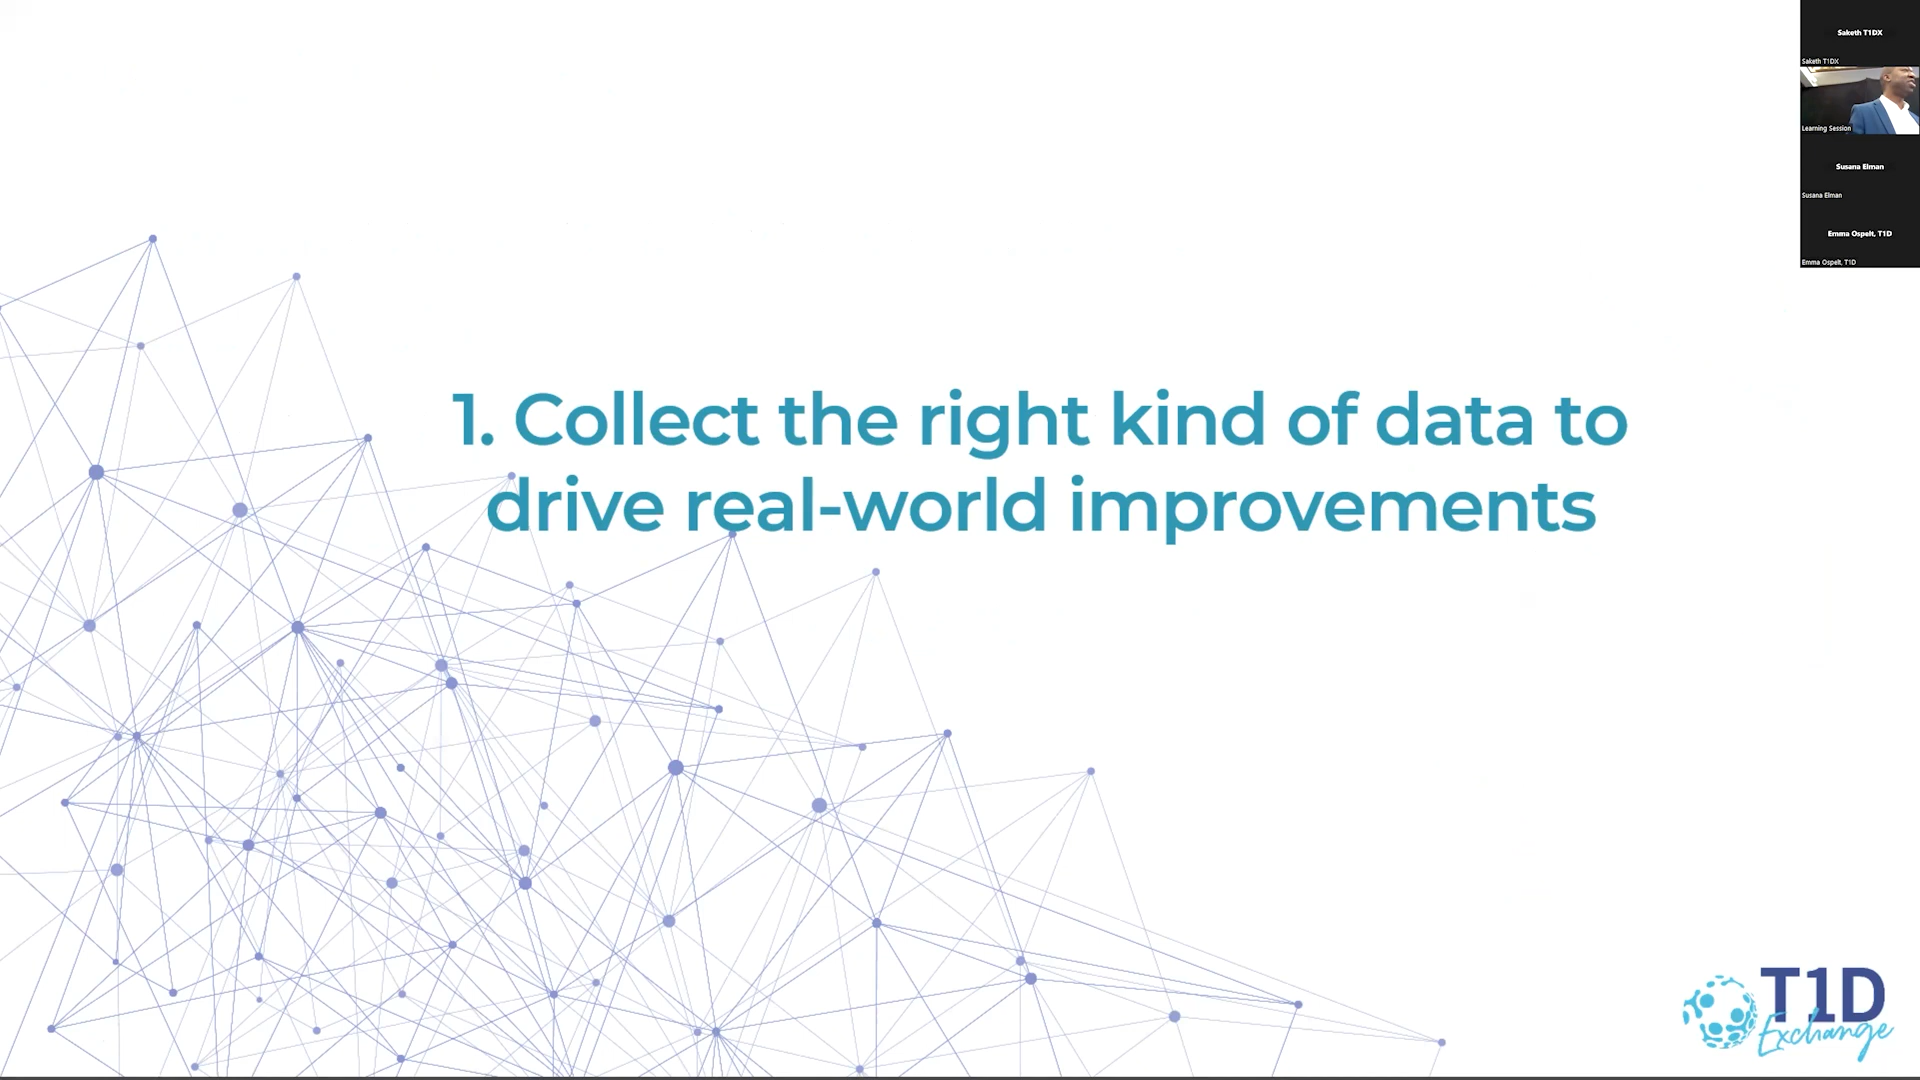 Saketh T1DX
Saketh T1DX
Learning Session
Susana Elman
Susana Elman
Emma Ospelt, T1D
Emma Ospelt, T1D
1. Collect the right kind of data to
drive real-world improvements
T1D
Exchange